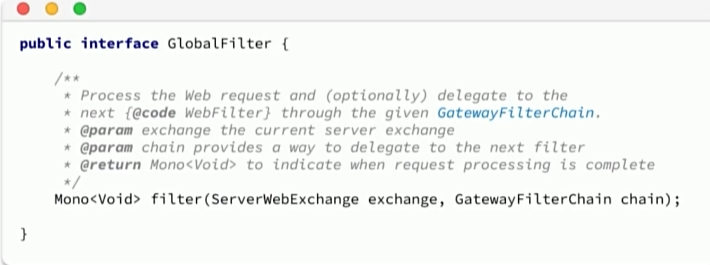 public interface GlobalFilter {
/**
* Process the Web request and (optionally) delegate to the
* next {@code WebFilter} through the given GatewayFilterChain.
* @param exchange the current server exchange
* @param chain provides a way to delegate to the next filter
* @return Mono<Void> to indicate when request processing is complete
*/
Mono<Void> filter(ServerWebExchange exchange, GatewayFilterChain chain);
}